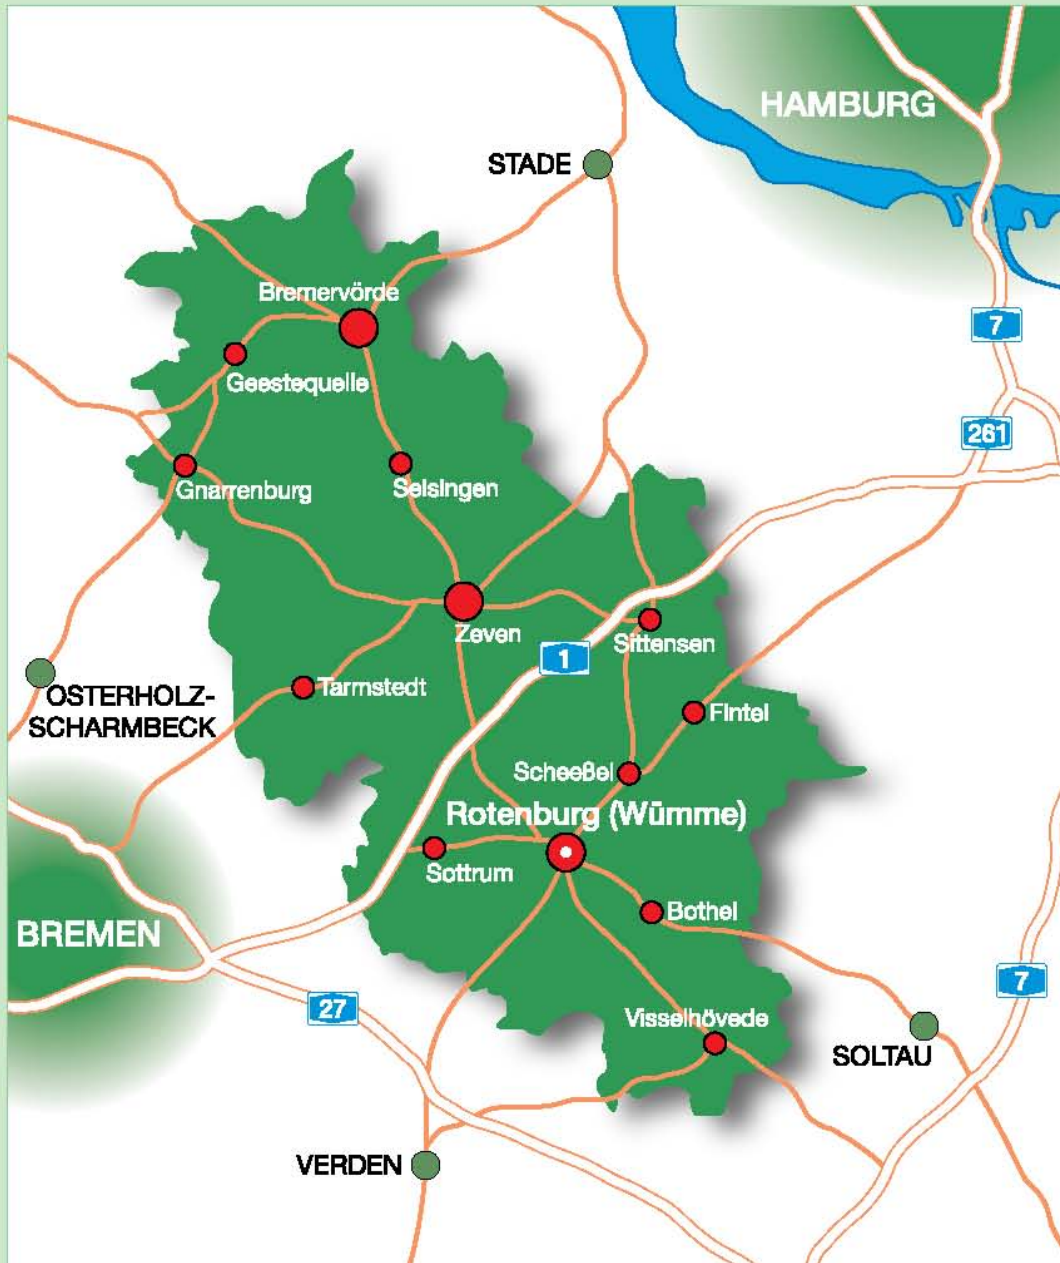 HAMBURG
STADE
Bremervörde
7
Geestequelle
261
Gnarrenburg
Selsingen
Zeven
Sittensen
1
Tarmstedt
OSTERHOLZ-
SCHARMBECK
Fintel
Scheeßel
Rotenburg (Wümme)
Sottrum
Bothel
BREMEN
7
27
Visselhövede
SOLTAU
VERDEN